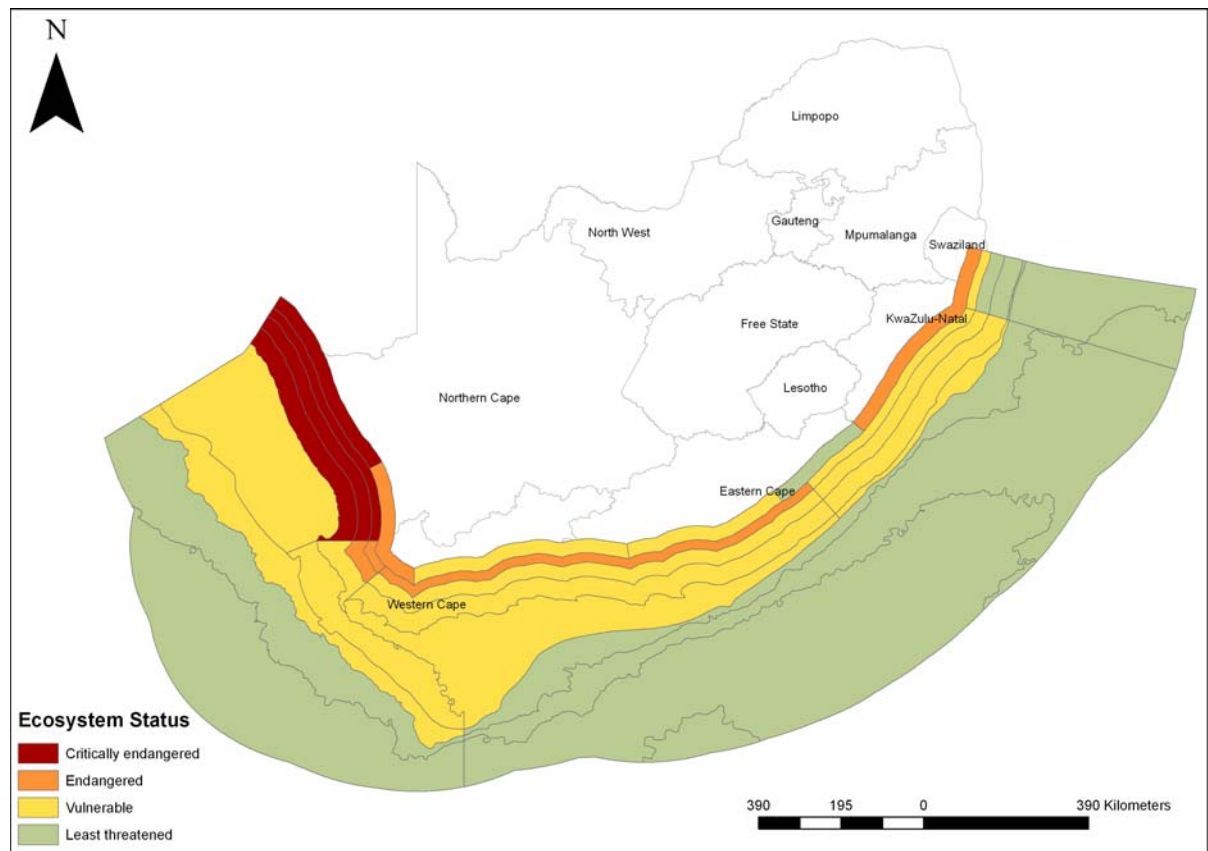 N
Limpopo
Gauteng
North West
Mpumalanga
Swaziland
Free State
KwaZulu-Natal
Lesotho
Northern Cape
Eastern Cape
Western Cape
Ecosystem Status
Critically endangered
Endangered
Vulnerable
Least threatened
390 195 0 390 Kilometers